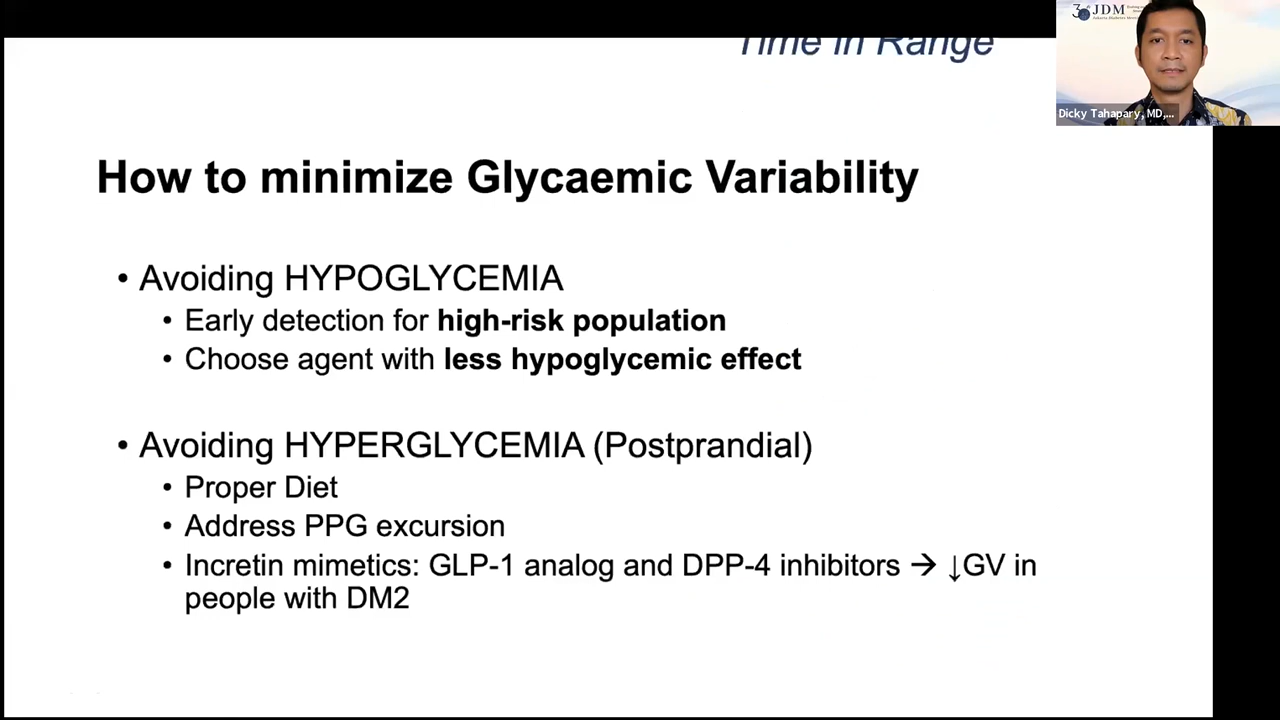 Time in Range
30 JDM
Dicky Tahapary, MD,...
How to minimize Glycaemic Variability
• Avoiding HYPOGLYCEMIA
• Early detection for high-risk population
• Choose agent with less hypoglycemic effect
• Avoiding HYPERGLYCEMIA (Postprandial)
• Proper Diet
• Address PPG excursion
• Incretin mimetics: GLP-1 analog and DPP-4 inhibitors → ↓GV in
people with DM2